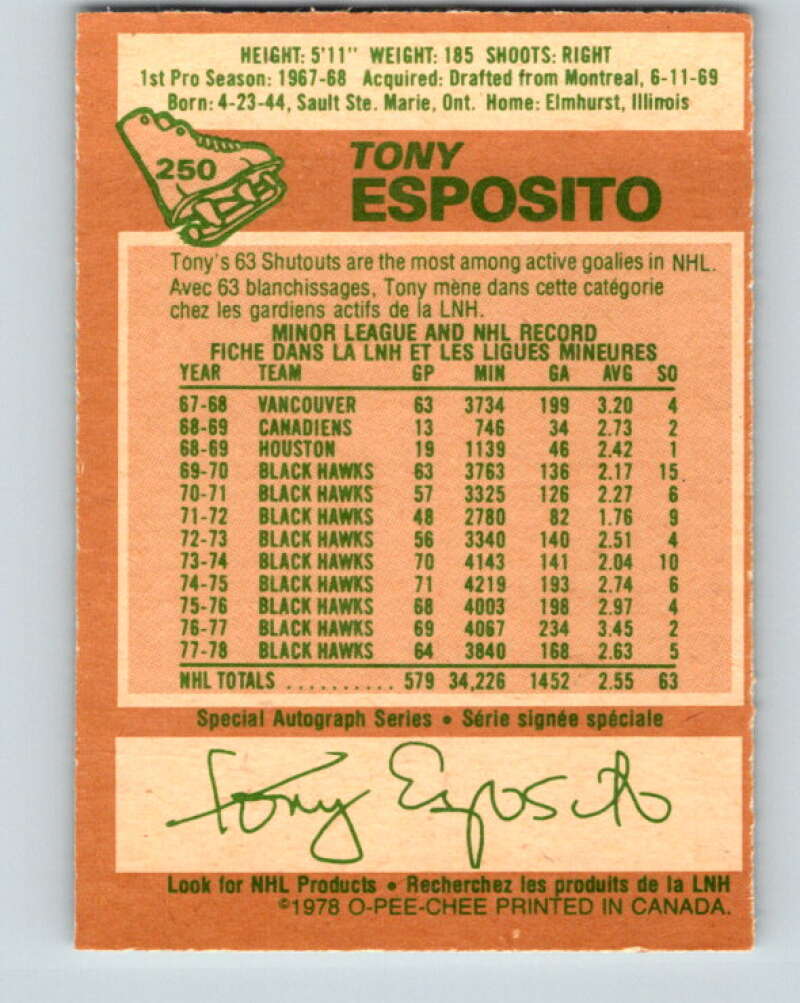 HEIGHT: 5'11" WEIGHT: 185 SHOOTS: RIGHT
1st Pro Season: 1967-68 Acquired: Drafted from Montreal, 6-11-69
Born: 4-23-44, Sault Ste. Marie, Ont. Home: Elmhurst, Illinois
250
TONY
ESPOSITO
Tony's 63 Shutouts are the most among active goalies in NHL.
Avec 63 blanchissages, Tony mène dans cette catégorie
chez les gardiens actifs de la LNH.
MINOR LEAGUE AND NHL RECORD
FICHE DANS LA LNH ET LES LIGUES MINEURES
YEAR TEAM GP MIN GA AVG SO
67-68 VANCOUVER 63 3734 199 3.20 4
68-69 CANADIENS 13 746 34 2.73 2
68-69 HOUSTON 19 1139 46 2.42 1
69-70 BLACK HAWKS 63 3763 136 2.17 15
70-71 BLACK HAWKS 57 3325 126 2.27 6
71-72 BLACK HAWKS 48 2780 82 1.76 9
72-73 BLACK HAWKS 56 3340 140 2.51 4
73-74 BLACK HAWKS 70 4143 141 2.04 10
74-75 BLACK HAWKS 71 4219 193 2.74 6
75-76 BLACK HAWKS 68 4003 198 2.97 4
76-77 BLACK HAWKS 69 4067 234 3.45 2
77-78 BLACK HAWKS 64 3840 168 2.63 5
NHL TOTALS .......... 579 34,226 1452 2.55 63
Special Autograph Series • Série signée spéciale
Tony Esposito
Look for NHL Products • Recherchez les produits de la LNH
©1978 O-PEE-CHEE PRINTED IN CANADA.